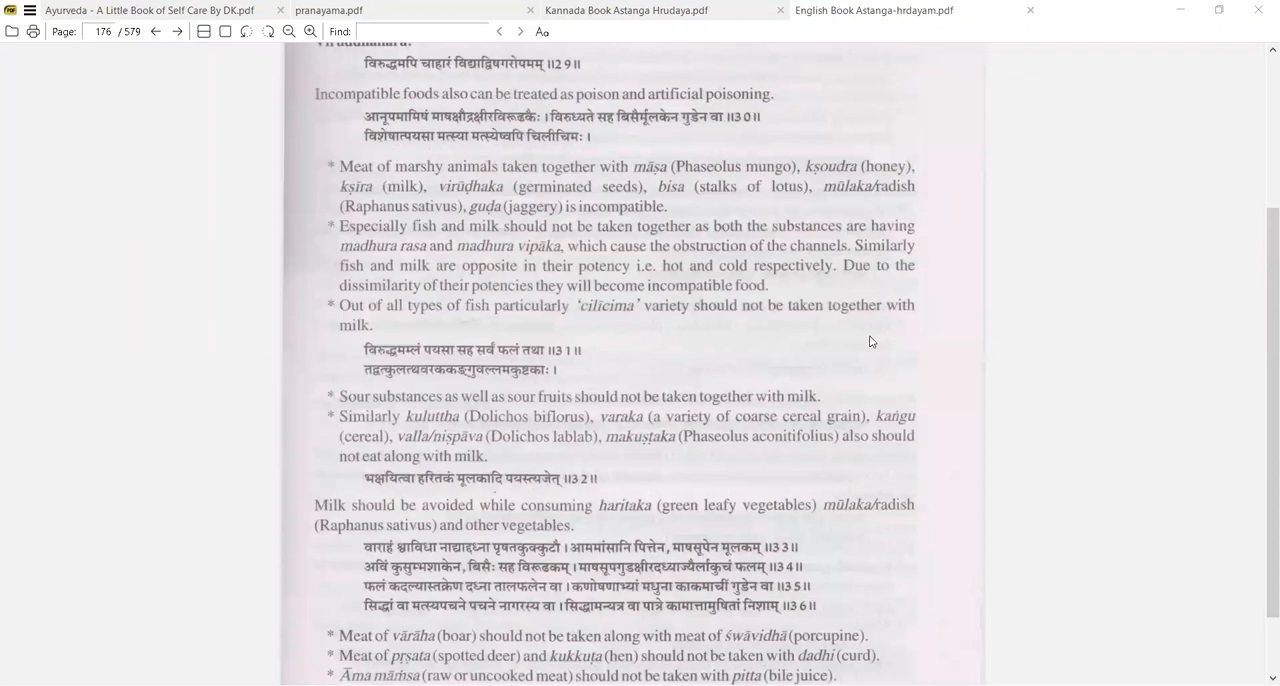 Ayurveda - A Little Book of Self Care By DK.pdf × pranayama.pdf × Kannada Book Astanga Hrudaya.pdf × English Book Astanga-hrdayam.pdf ×
Page: 176 / 579 Find: Aa
विरुद्धमपि चाहारं विद्याद्विषगरोपमम् ॥29॥
Incompatible foods also can be treated as poison and artificial poisoning.
आनूपमामिषं माषक्षौद्रक्षीरविरूढकैः । विरुध्यते सह बिसैर्मूलकेन गुडेन वा ॥30॥
विशेषात्पयसा मत्स्या मत्स्येष्वपि चिलीचिमः ।
* Meat of marshy animals taken together with māṣa (Phaseolus mungo), kṣoudra (honey),
kṣīra (milk), virūḍhaka (germinated seeds), bisa (stalks of lotus), mūlaka/radish
(Raphanus sativus), guḍa (jaggery) is incompatible.
* Especially fish and milk should not be taken together as both the substances are having
madhura rasa and madhura vipāka, which cause the obstruction of the channels. Similarly
fish and milk are opposite in their potency i.e. hot and cold respectively. Due to the
dissimilarity of their potencies they will become incompatible food.
* Out of all types of fish particularly 'cilīcima' variety should not be taken together with
milk.
विरुद्धमम्लं पयसा सह सर्वं फलं तथा ॥31॥
तद्वत्कुलत्थवरककङ्गुवल्लमकुष्टकाः ।
* Sour substances as well as sour fruits should not be taken together with milk.
* Similarly kuluttha (Dolichos biflorus), varaka (a variety of coarse cereal grain), kaṅgu
(cereal), valla/niṣpāva (Dolichos lablab), makuṣṭaka (Phaseolus aconitifolius) also should
not eat along with milk.
भक्षयित्वा हरितकं मूलकादि पयस्त्यजेत् ॥32॥
Milk should be avoided while consuming haritaka (green leafy vegetables) mūlaka/radish
(Raphanus sativus) and other vegetables.
वाराहं श्वाविधा नाद्याद्दध्ना पृषतकुक्कुटौ । आममांसानि पित्तेन, माषसूपेन मूलकम् ॥33॥
अविं कुसुम्भशाकेन, बिसैः सह विरूढकम् । माषसूपगुडक्षीरदध्याज्यैर्लाकुचं फलम् ॥34॥
फलं कदल्यास्तक्रेण दध्ना तालफलेन वा । कणोषणाभ्यां मधुना काकमाचीं गुडेन वा ॥35॥
सिद्धां वा मत्स्यपचने पचने नागरस्य वा । सिद्धामन्यत्र वा पात्रे कामात्तामुषितां निशाम् ॥36॥
* Meat of vārāha (boar) should not be taken along with meat of śwāvidhā (porcupine).
* Meat of pṛṣata (spotted deer) and kukkuṭa (hen) should not be taken with dadhi (curd).
* Āma māṁsa (raw or uncooked meat) should not be taken with pitta (bile juice).